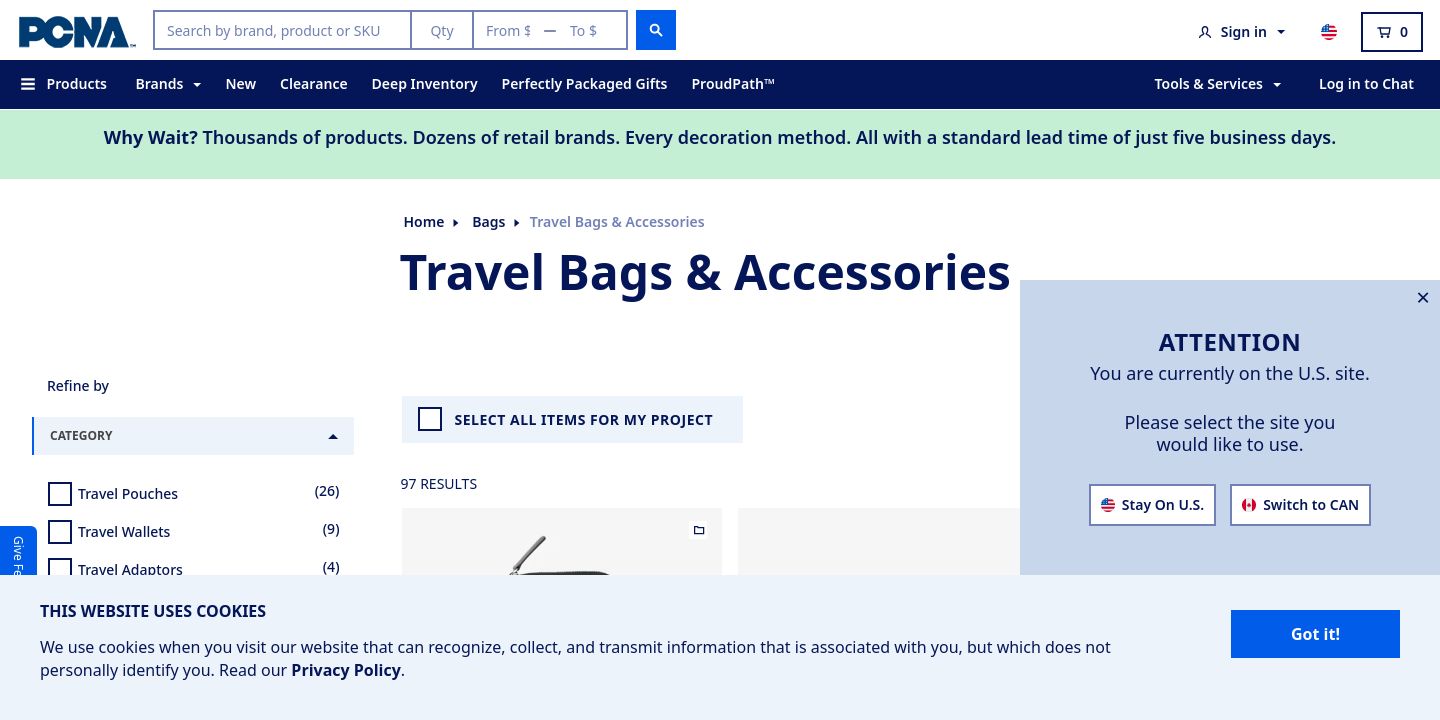 PCNA™
Search by brand, product or SKU
Qty
From $ — To $
Sign in
0
Products
Brands
New
Clearance
Deep Inventory
Perfectly Packaged Gifts
ProudPath™
Tools & Services
Log in to Chat
Why Wait? Thousands of products. Dozens of retail brands. Every decoration method. All with a standard lead time of just five business days.
Home Bags Travel Bags & Accessories
Travel Bags & Accessories
ATTENTION
You are currently on the U.S. site.
Please select the site you
would like to use.
Stay On U.S.
Switch to CAN
Refine by
CATEGORY
Travel Pouches (26)
Travel Wallets (9)
Travel Adaptors (4)
SELECT ALL ITEMS FOR MY PROJECT
97 RESULTS
Give
THIS WEBSITE USES COOKIES
We use cookies when you visit our website that can recognize, collect, and transmit information that is associated with you, but which does not
personally identify you. Read our Privacy Policy.
Got it!